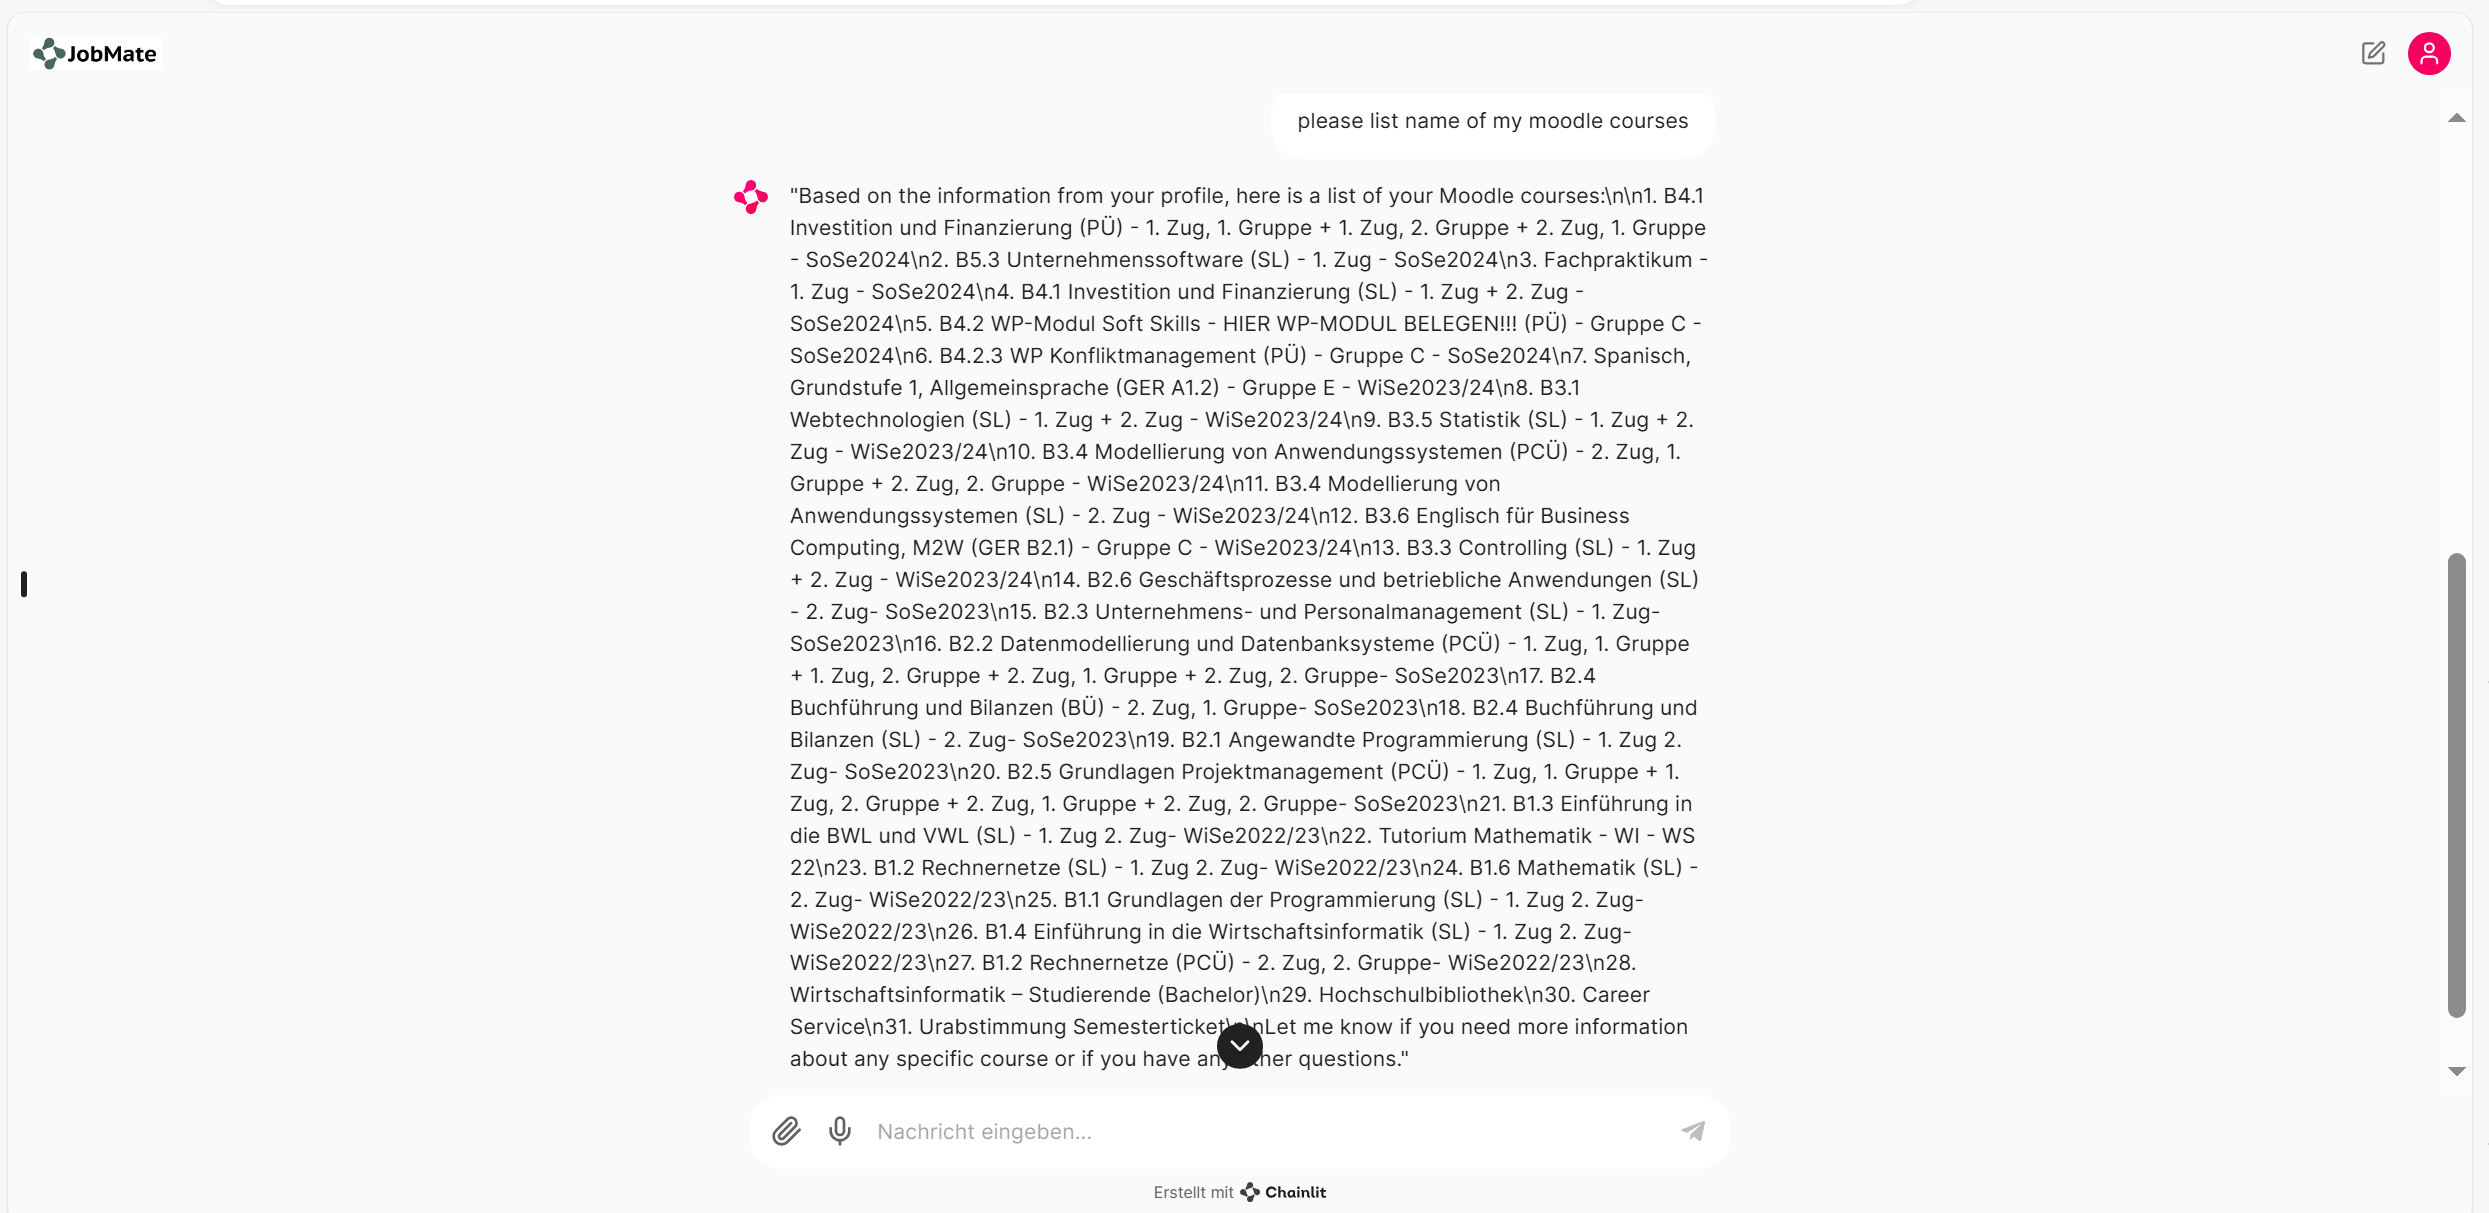 JobMate
please list name of my moodle courses
"Based on the information from your profile, here is a list of your Moodle courses:\n\n1. B4.1
Investition und Finanzierung (PÜ) - 1. Zug, 1. Gruppe + 1. Zug, 2. Gruppe + 2. Zug, 1. Gruppe
- SoSe2024\n2. B5.3 Unternehmenssoftware (SL) - 1. Zug - SoSe2024\n3. Fachpraktikum -
1. Zug - SoSe2024\n4. B4.1 Investition und Finanzierung (SL) - 1. Zug + 2. Zug -
SoSe2024\n5. B4.2 WP-Modul Soft Skills - HIER WP-MODUL BELEGEN!!! (PÜ) - Gruppe C -
SoSe2024\n6. B4.2.3 WP Konfliktmanagement (PÜ) - Gruppe C - SoSe2024\n7. Spanisch,
Grundstufe 1, Allgemeinsprache (GER A1.2) - Gruppe E - WiSe2023/24\n8. B3.1
Webtechnologien (SL) - 1. Zug + 2. Zug - WiSe2023/24\n9. B3.5 Statistik (SL) - 1. Zug + 2.
Zug - WiSe2023/24\n10. B3.4 Modellierung von Anwendungssystemen (PCÜ) - 2. Zug, 1.
Gruppe + 2. Zug, 2. Gruppe - WiSe2023/24\n11. B3.4 Modellierung von
Anwendungssystemen (SL) - 2. Zug - WiSe2023/24\n12. B3.6 Englisch für Business
Computing, M2W (GER B2.1) - Gruppe C - WiSe2023/24\n13. B3.3 Controlling (SL) - 1. Zug
+ 2. Zug - WiSe2023/24\n14. B2.6 Geschäftsprozesse und betriebliche Anwendungen (SL)
- 2. Zug- SoSe2023\n15. B2.3 Unternehmens- und Personalmanagement (SL) - 1. Zug-
SoSe2023\n16. B2.2 Datenmodellierung und Datenbanksysteme (PCÜ) - 1. Zug, 1. Gruppe
+ 1. Zug, 2. Gruppe + 2. Zug, 1. Gruppe + 2. Zug, 2. Gruppe- SoSe2023\n17. B2.4
Buchführung und Bilanzen (BÜ) - 2. Zug, 1. Gruppe- SoSe2023\n18. B2.4 Buchführung und
Bilanzen (SL) - 2. Zug- SoSe2023\n19. B2.1 Angewandte Programmierung (SL) - 1. Zug 2.
Zug- SoSe2023\n20. B2.5 Grundlagen Projektmanagement (PCÜ) - 1. Zug, 1. Gruppe + 1.
Zug, 2. Gruppe + 2. Zug, 1. Gruppe + 2. Zug, 2. Gruppe- SoSe2023\n21. B1.3 Einführung in
die BWL und VWL (SL) - 1. Zug 2. Zug- WiSe2022/23\n22. Tutorium Mathematik - WI - WS
22\n23. B1.2 Rechnernetze (SL) - 1. Zug 2. Zug- WiSe2022/23\n24. B1.6 Mathematik (SL) -
2. Zug- WiSe2022/23\n25. B1.1 Grundlagen der Programmierung (SL) - 1. Zug 2. Zug-
WiSe2022/23\n26. B1.4 Einführung in die Wirtschaftsinformatik (SL) - 1. Zug 2. Zug-
WiSe2022/23\n27. B1.2 Rechnernetze (PCÜ) - 2. Zug, 2. Gruppe- WiSe2022/23\n28.
Wirtschaftsinformatik – Studierende (Bachelor)\n29. Hochschulbibliothek\n30. Career
Service\n31. Urabstimmung Semesterticket\n\nLet me know if you need more information
about any specific course or if you have questions."
Nachricht eingeben...
Erstellt mit Chainlit